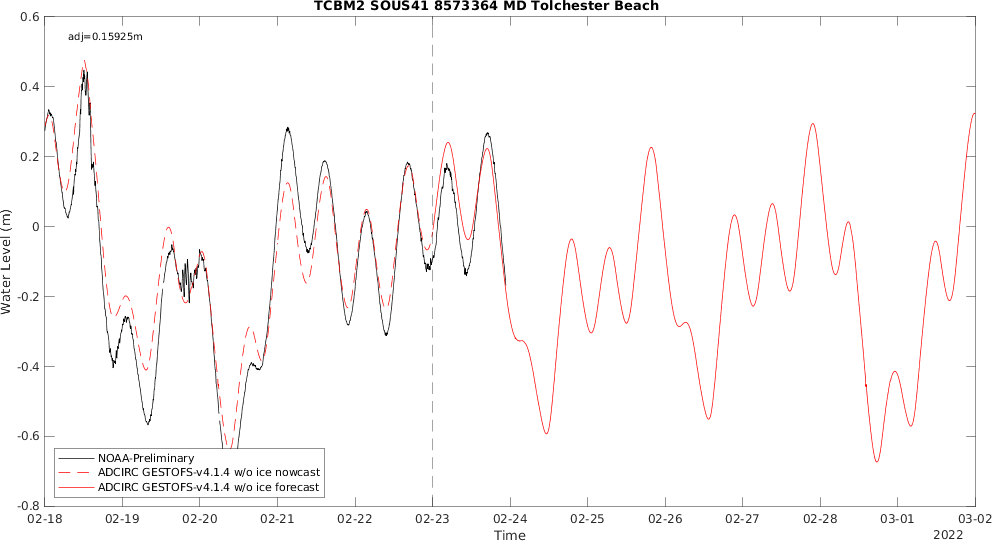 TCBM2 SOUS41 8573364 MD Tolchester Beach
adj=0.15925m
0.6
0.4
0.2
0
-0.2
-0.4
-0.6
-0.8
Water Level (m)
NOAA-Preliminary
ADCIRC GESTOFS-v4.1.4 w/o ice nowcast
ADCIRC GESTOFS-v4.1.4 w/o ice forecast
02-18 02-19 02-20 02-21 02-22 02-23 02-24 02-25 02-26 02-27 02-28 03-01 03-02
Time
2022